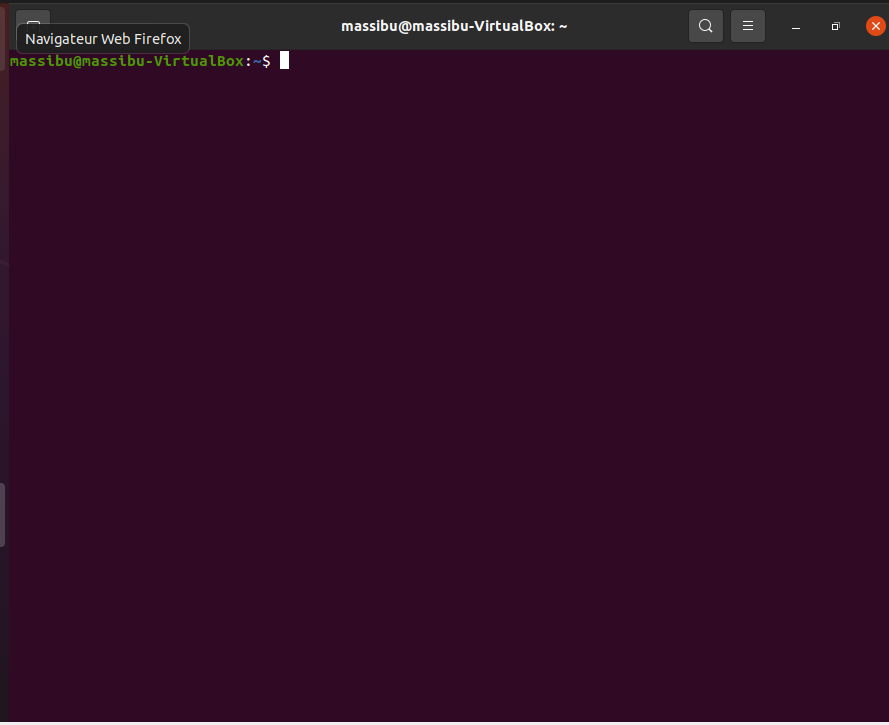 massibu@massibu-VirtualBox: ~
Navigateur Web Firefox
massibu@massibu-VirtualBox:~$